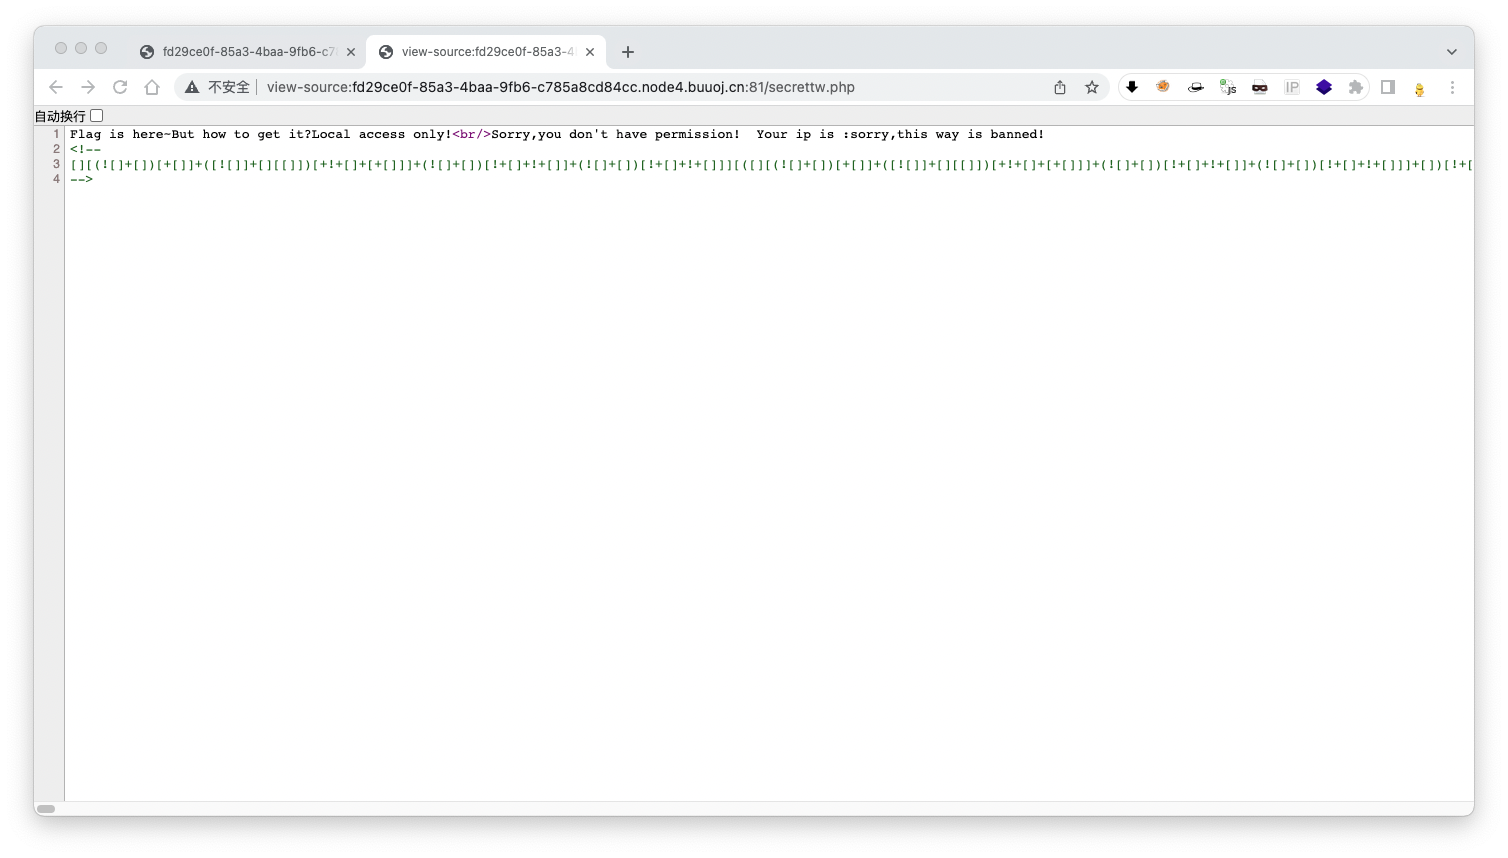 fd29ce0f-85a3-4baa-9fb6-c7
view-source:fd29ce0f-85a3-4
不安全
view-source:fd29ce0f-85a3-4baa-9fb6-c785a8cd84cc.node4.buuoj.cn:81/secrettw.php
js
IP
自动换行
1 Flag is here~But how to get it?Local access only!<br/>Sorry,you don't have permission!  Your ip is :sorry,this way is banned!
2 <!--
3 [][(![]+[])[+[]]+([![]]+[][[]])[+!+[]+[+[]]]+(![]+[])[!+[]+!+[]]+(![]+[])[!+[]+!+[]]][([][(![]+[])[+[]]+([![]]+[][[]])[+!+[]+[+[]]]+(![]+[])[!+[]+!+[]]+(![]+[])[!+[]+!+[]]]+[])[!+[
4 -->